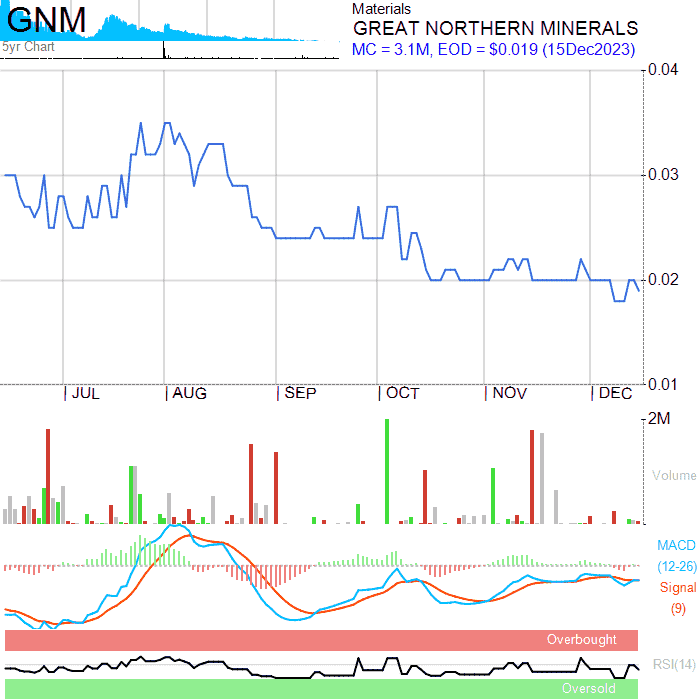 GNM
5yr Chart
Materials
GREAT NORTHERN MINERALS
MC = 3.1M, EOD = $0.019 (15Dec2023)
0.04
0.03
0.02
0.01
JUL AUG SEP OCT NOV DEC
2M
Volume
MACD
(12-26)
Signal
(9)
Overbought
RSI(14)
Oversold